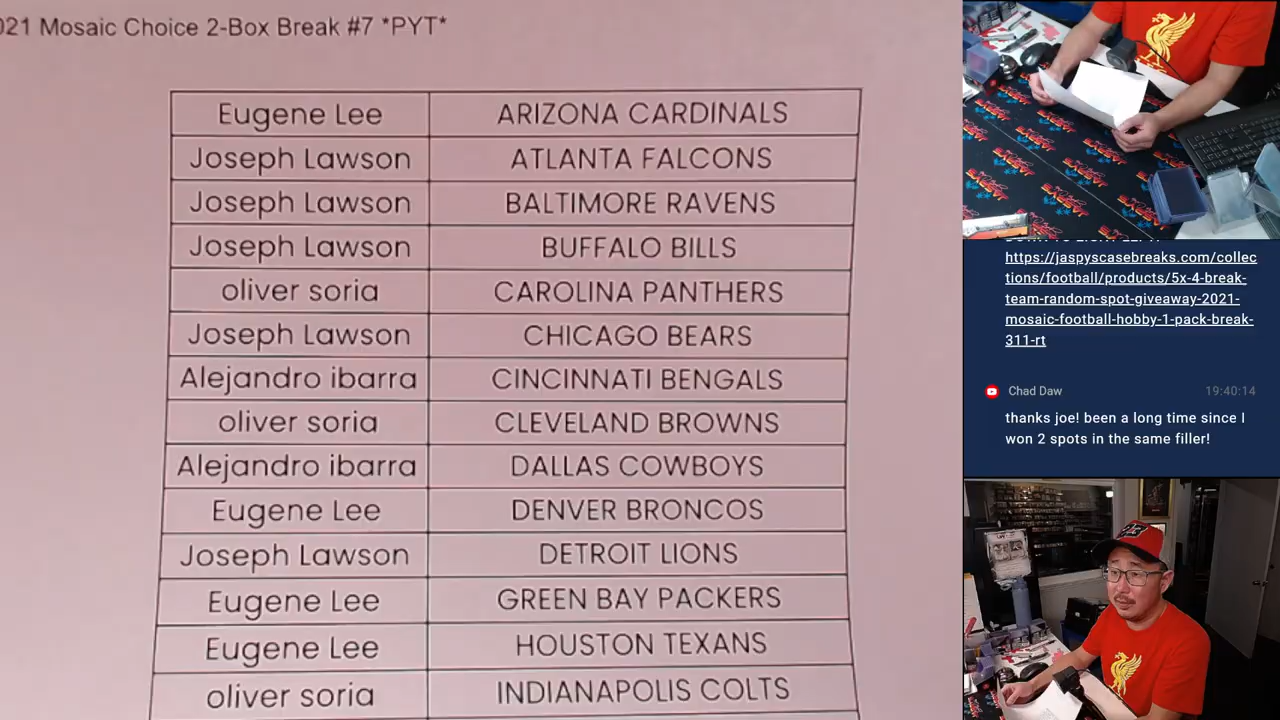 021 Mosaic Choice 2-Box Break #7 *PYT*
Eugene Lee ARIZONA CARDINALS
Joseph Lawson ATLANTA FALCONS
Joseph Lawson BALTIMORE RAVENS
Joseph Lawson BUFFALO BILLS
oliver soria CAROLINA PANTHERS
Joseph Lawson CHICAGO BEARS
Alejandro ibarra CINCINNATI BENGALS
oliver soria CLEVELAND BROWNS
Alejandro ibarra DALLAS COWBOYS
Eugene Lee DENVER BRONCOS
Joseph Lawson DETROIT LIONS
Eugene Lee GREEN BAY PACKERS
Eugene Lee HOUSTON TEXANS
oliver soria INDIANAPOLIS COLTS
https://jaspyscasebreaks.com/collec
tions/football/products/5x-4-break-
team-random-spot-giveaway-2021-
mosaic-football-hobby-1-pack-break-
311-rt
Chad Daw 19:40:14
thanks joe! been a long time since I
won 2 spots in the same filler!